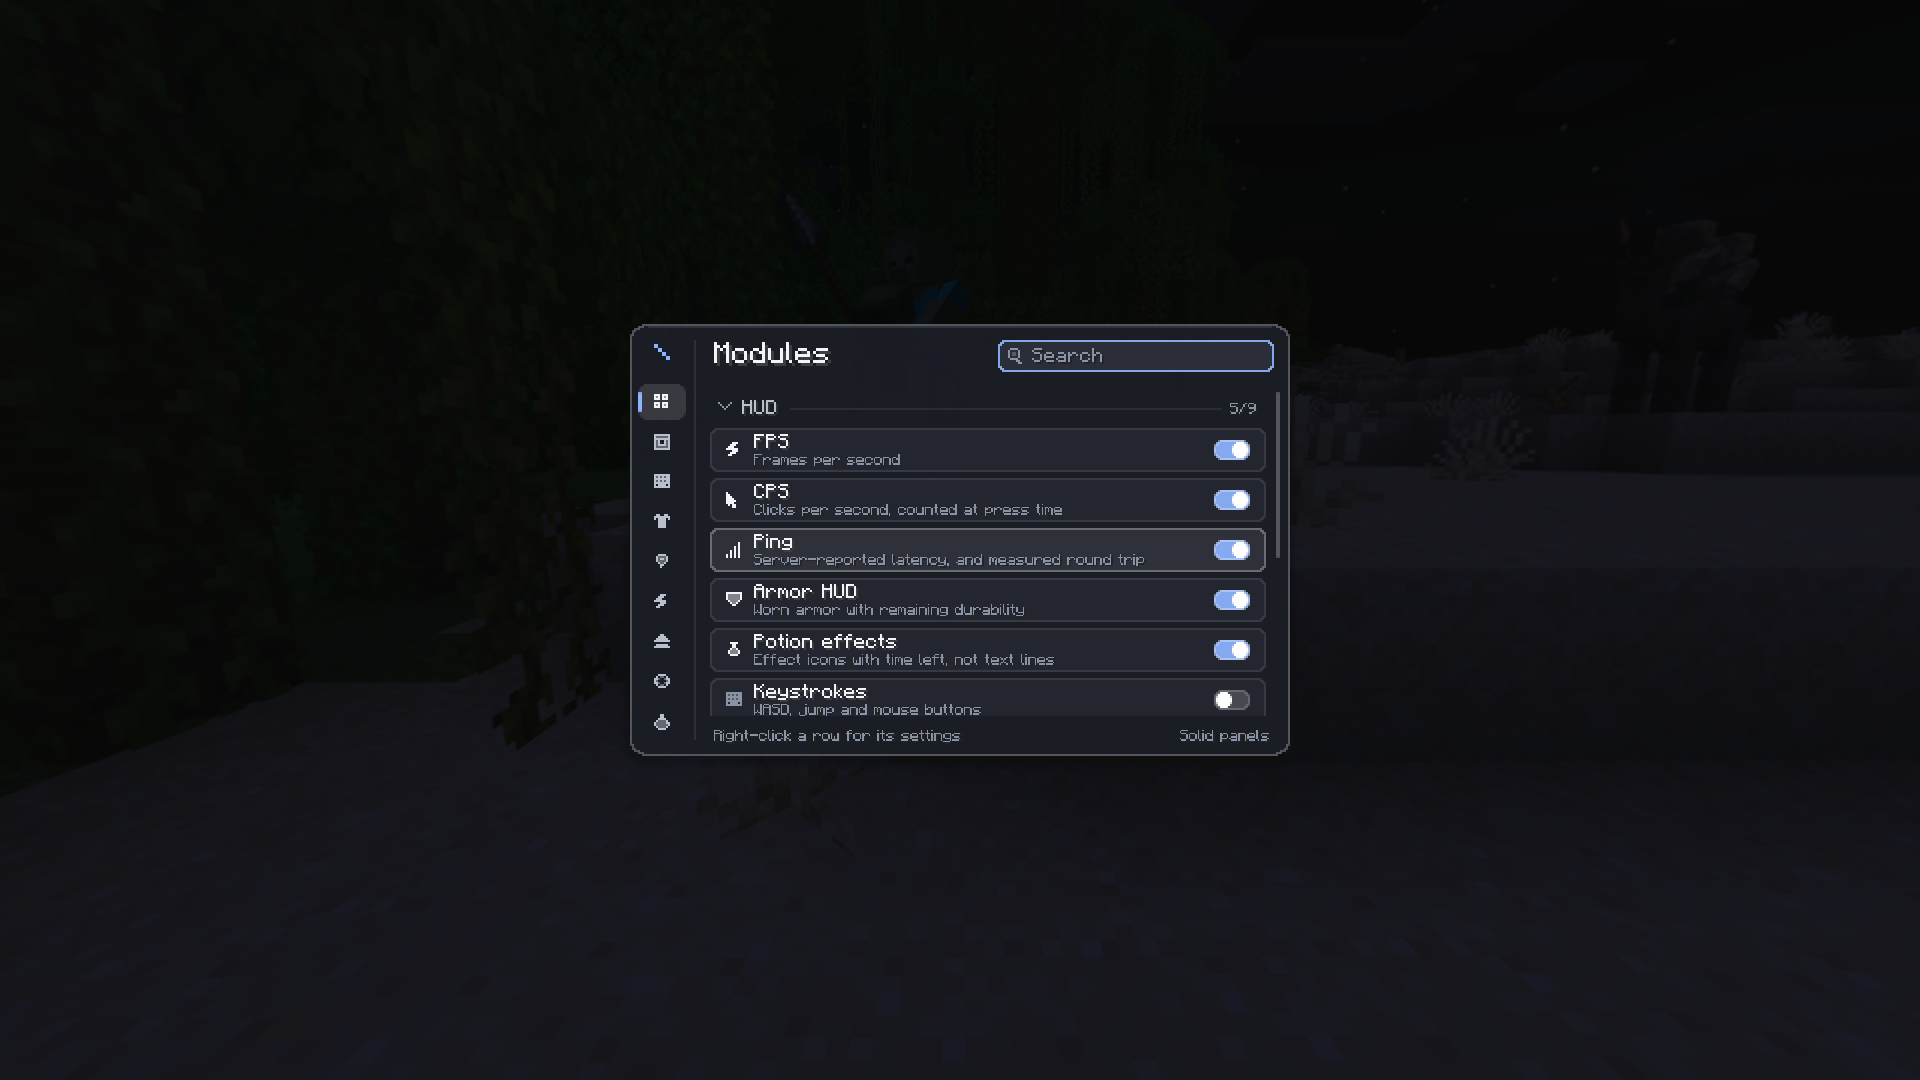 Modules
Search
HUD
5/9
FPS
Frames per second
CPS
Clicks per second, counted at press time
Ping
Server-reported latency, and measured round trip
Armor HUD
Worn armor with remaining durability
Potion effects
Effect icons with time left, not text lines
Keystrokes
WASD, jump and mouse buttons
Right-click a row for its settings
Solid panels